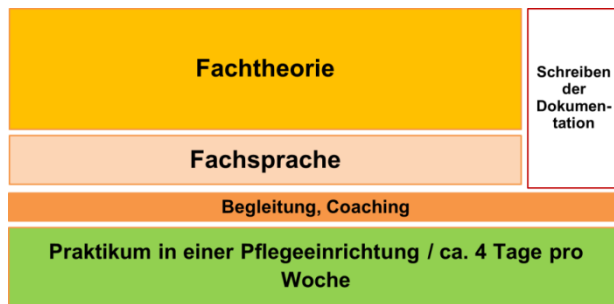 Fachtheorie
Schreiben
der
Dokumen-
tation
Fachsprache
Begleitung, Coaching
Praktikum in einer Pflegeeinrichtung / ca. 4 Tage pro
Woche